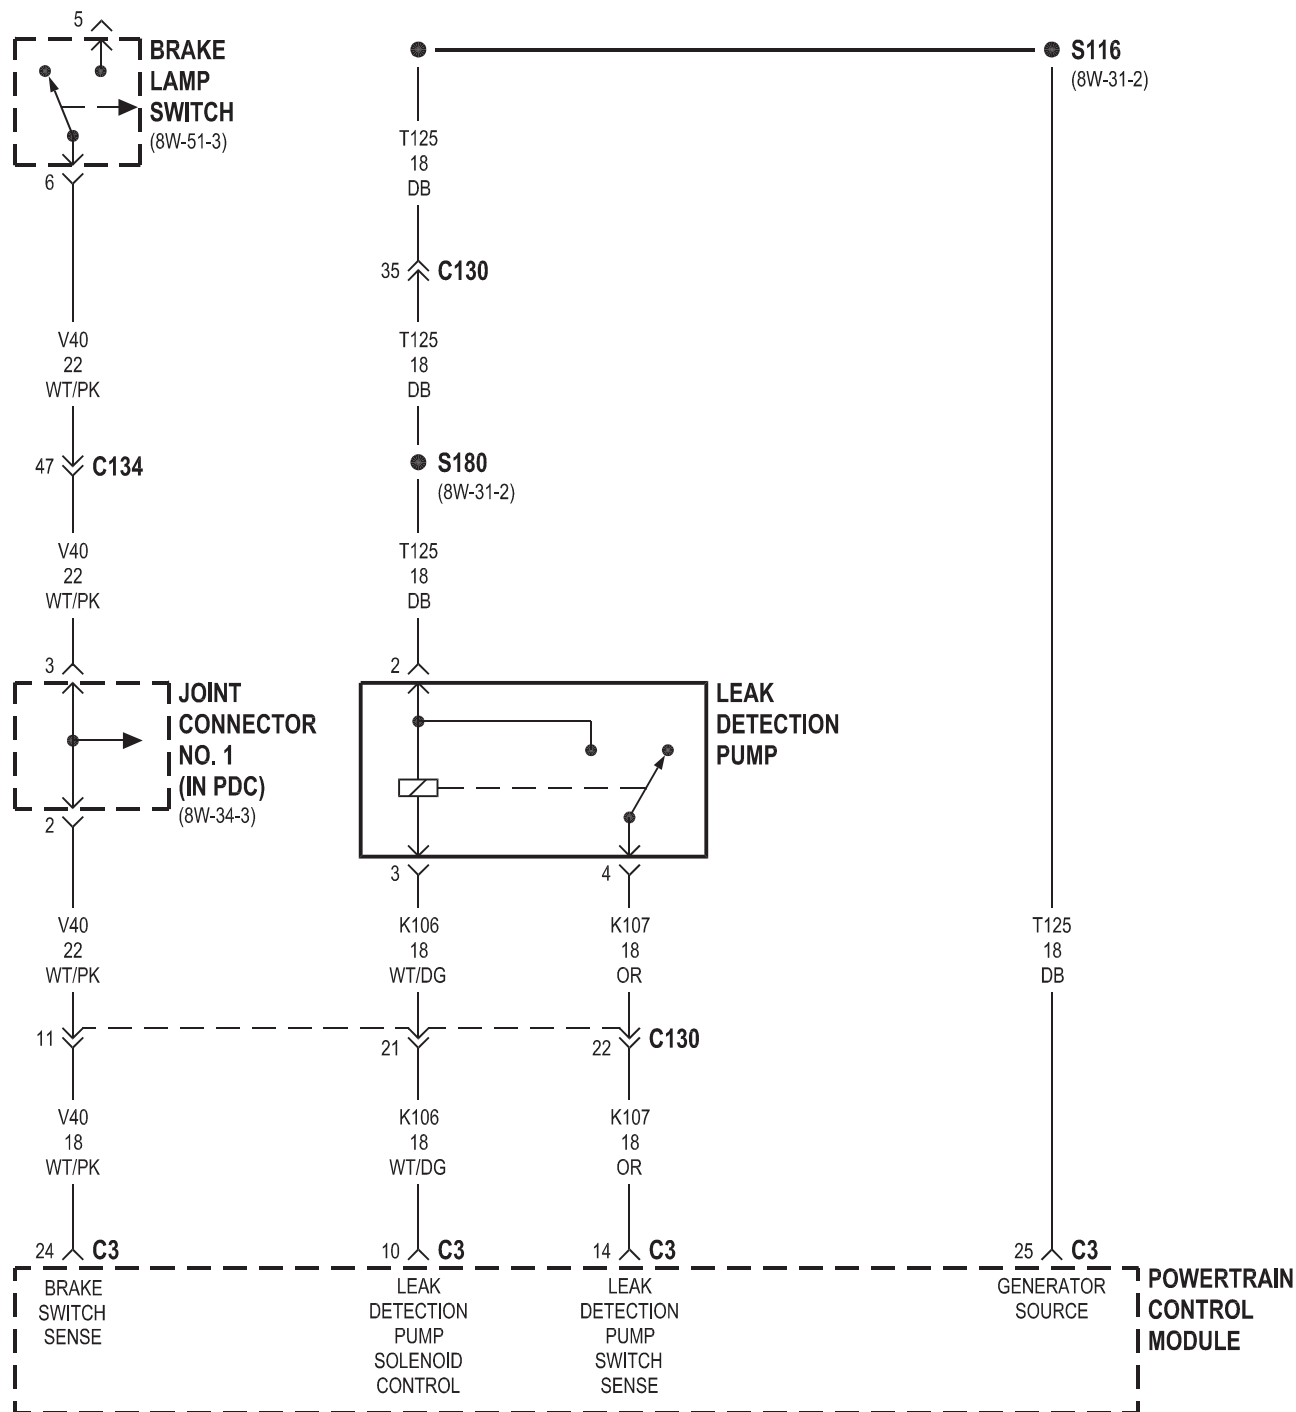 5
BRAKE
LAMP
SWITCH
(8W-51-3)
6
S116
(8W-31-2)
T125
18
DB
35
C130
V40
22
WT/PK
T125
18
DB
47
C134
S180
(8W-31-2)
V40
22
WT/PK
T125
18
DB
3
JOINT
CONNECTOR
NO. 1
(IN PDC)
(8W-34-3)
2
2
LEAK
DETECTION
PUMP
3
4
V40
22
WT/PK
K106
18
WT/DG
K107
18
OR
T125
18
DB
11
21
22
C130
V40
18
WT/PK
K106
18
WT/DG
K107
18
OR
24
C3
10
C3
14
C3
25
C3
BRAKE
SWITCH
SENSE
LEAK
DETECTION
PUMP
SOLENOID
CONTROL
LEAK
DETECTION
PUMP
SWITCH
SENSE
GENERATOR
SOURCE
POWERTRAIN
CONTROL
MODULE